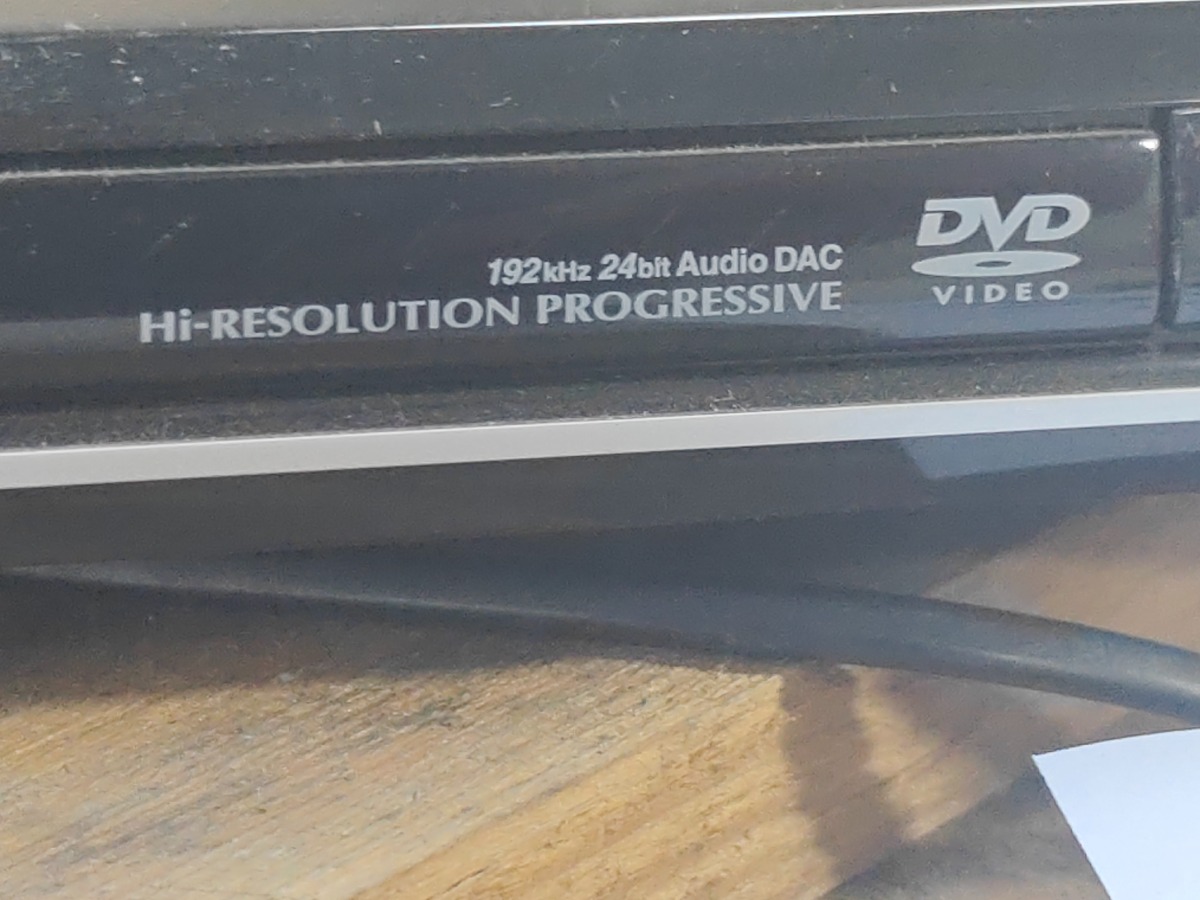 192kHz 24bit Audio DAC
Hi-RESOLUTION PROGRESSIVE
DVD
VIDEO